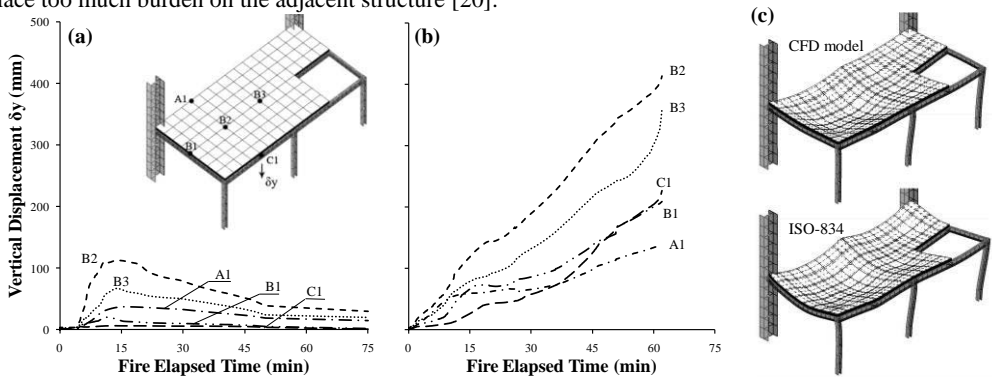 lace too much burden on the adjacent structure [20].
500
400
300
200
100
0
Vertical Displacement δy (mm)
(a)
A1
B3
B2
B1
C1
δy
B2
B3
A1
B1
C1
0
15
30
45
60
75
Fire Elapsed Time (min)
(b)
B2
B3
C1
B1
A1
0
15
30
45
60
75
Fire Elapsed Time (min)
(c)
CFD model
ISO-834